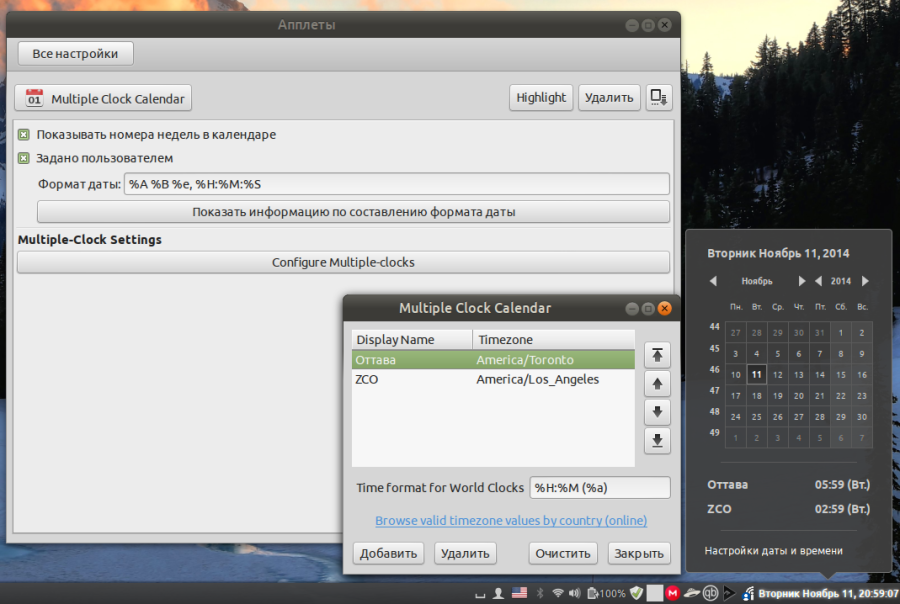 Апплеты
Все настройки
01 Multiple Clock Calendar Highlight Удалить
Показывать номера недель в календаре
Задано пользователем
Формат даты: %A %B %e, %H:%M:%S
Показать информацию по составлению формата даты
Multiple-Clock Settings
Configure Multiple-clocks
Multiple Clock Calendar
Display Name Timezone
Оттава America/Toronto
ZCO America/Los_Angeles
Time format for World Clocks %H:%M (%a)
Browse valid timezone values by country (online)
Добавить Удалить Очистить Закрыть
Вторник Ноябрь 11, 2014
Ноябрь 2014
Пн. Вт. Ср. Чт. Пт. Сб. Вс.
44 27 28 29 30 31 1 2
45 3 4 5 6 7 8 9
46 10 11 12 13 14 15 16
47 17 18 19 20 21 22 23
48 24 25 26 27 28 29 30
49 1 2 3 4 5 6 7
Оттава 05:59 (Вт.)
ZCO 02:59 (Вт.)
Настройки даты и времени
100% M qb Вторник Ноябрь 11, 20:59:07